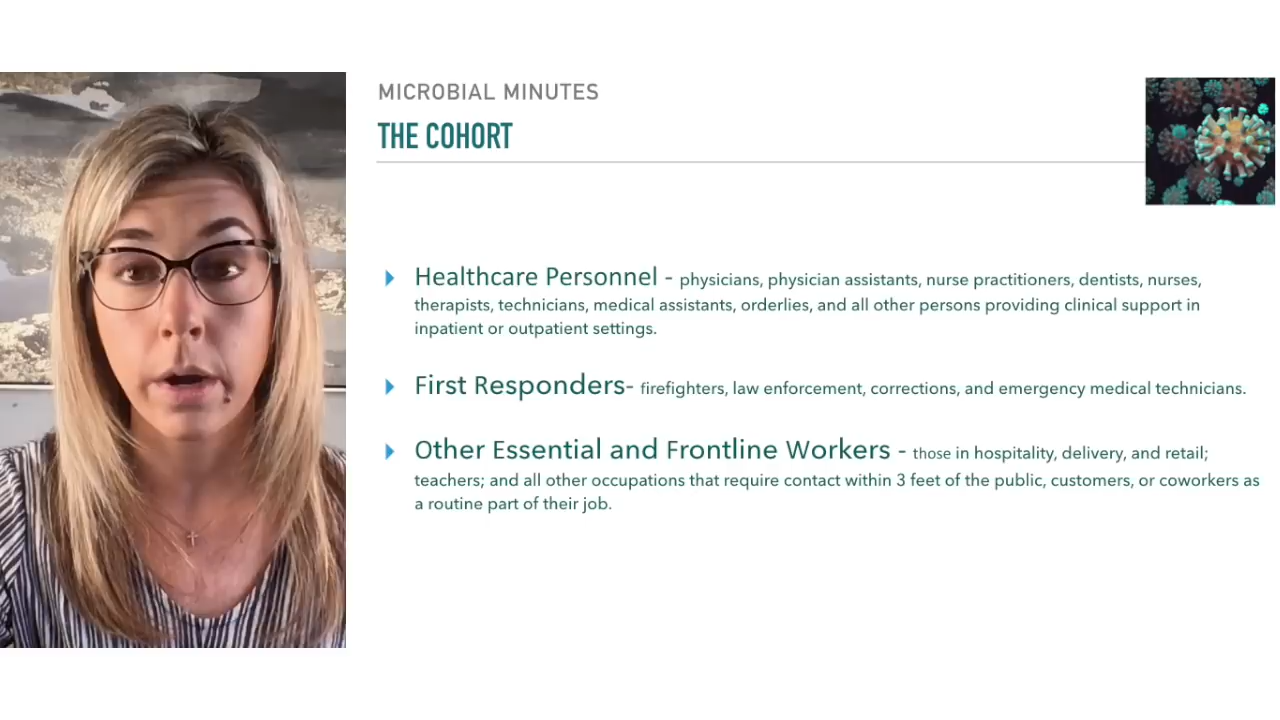 MICROBIAL MINUTES
THE COHORT
Healthcare Personnel - physicians, physician assistants, nurse practitioners, dentists, nurses,
therapists, technicians, medical assistants, orderlies, and all other persons providing clinical support in
inpatient or outpatient settings.
First Responders- firefighters, law enforcement, corrections, and emergency medical technicians.
Other Essential and Frontline Workers - those in hospitality, delivery, and retail;
teachers; and all other occupations that require contact within 3 feet of the public, customers, or coworkers as
a routine part of their job.